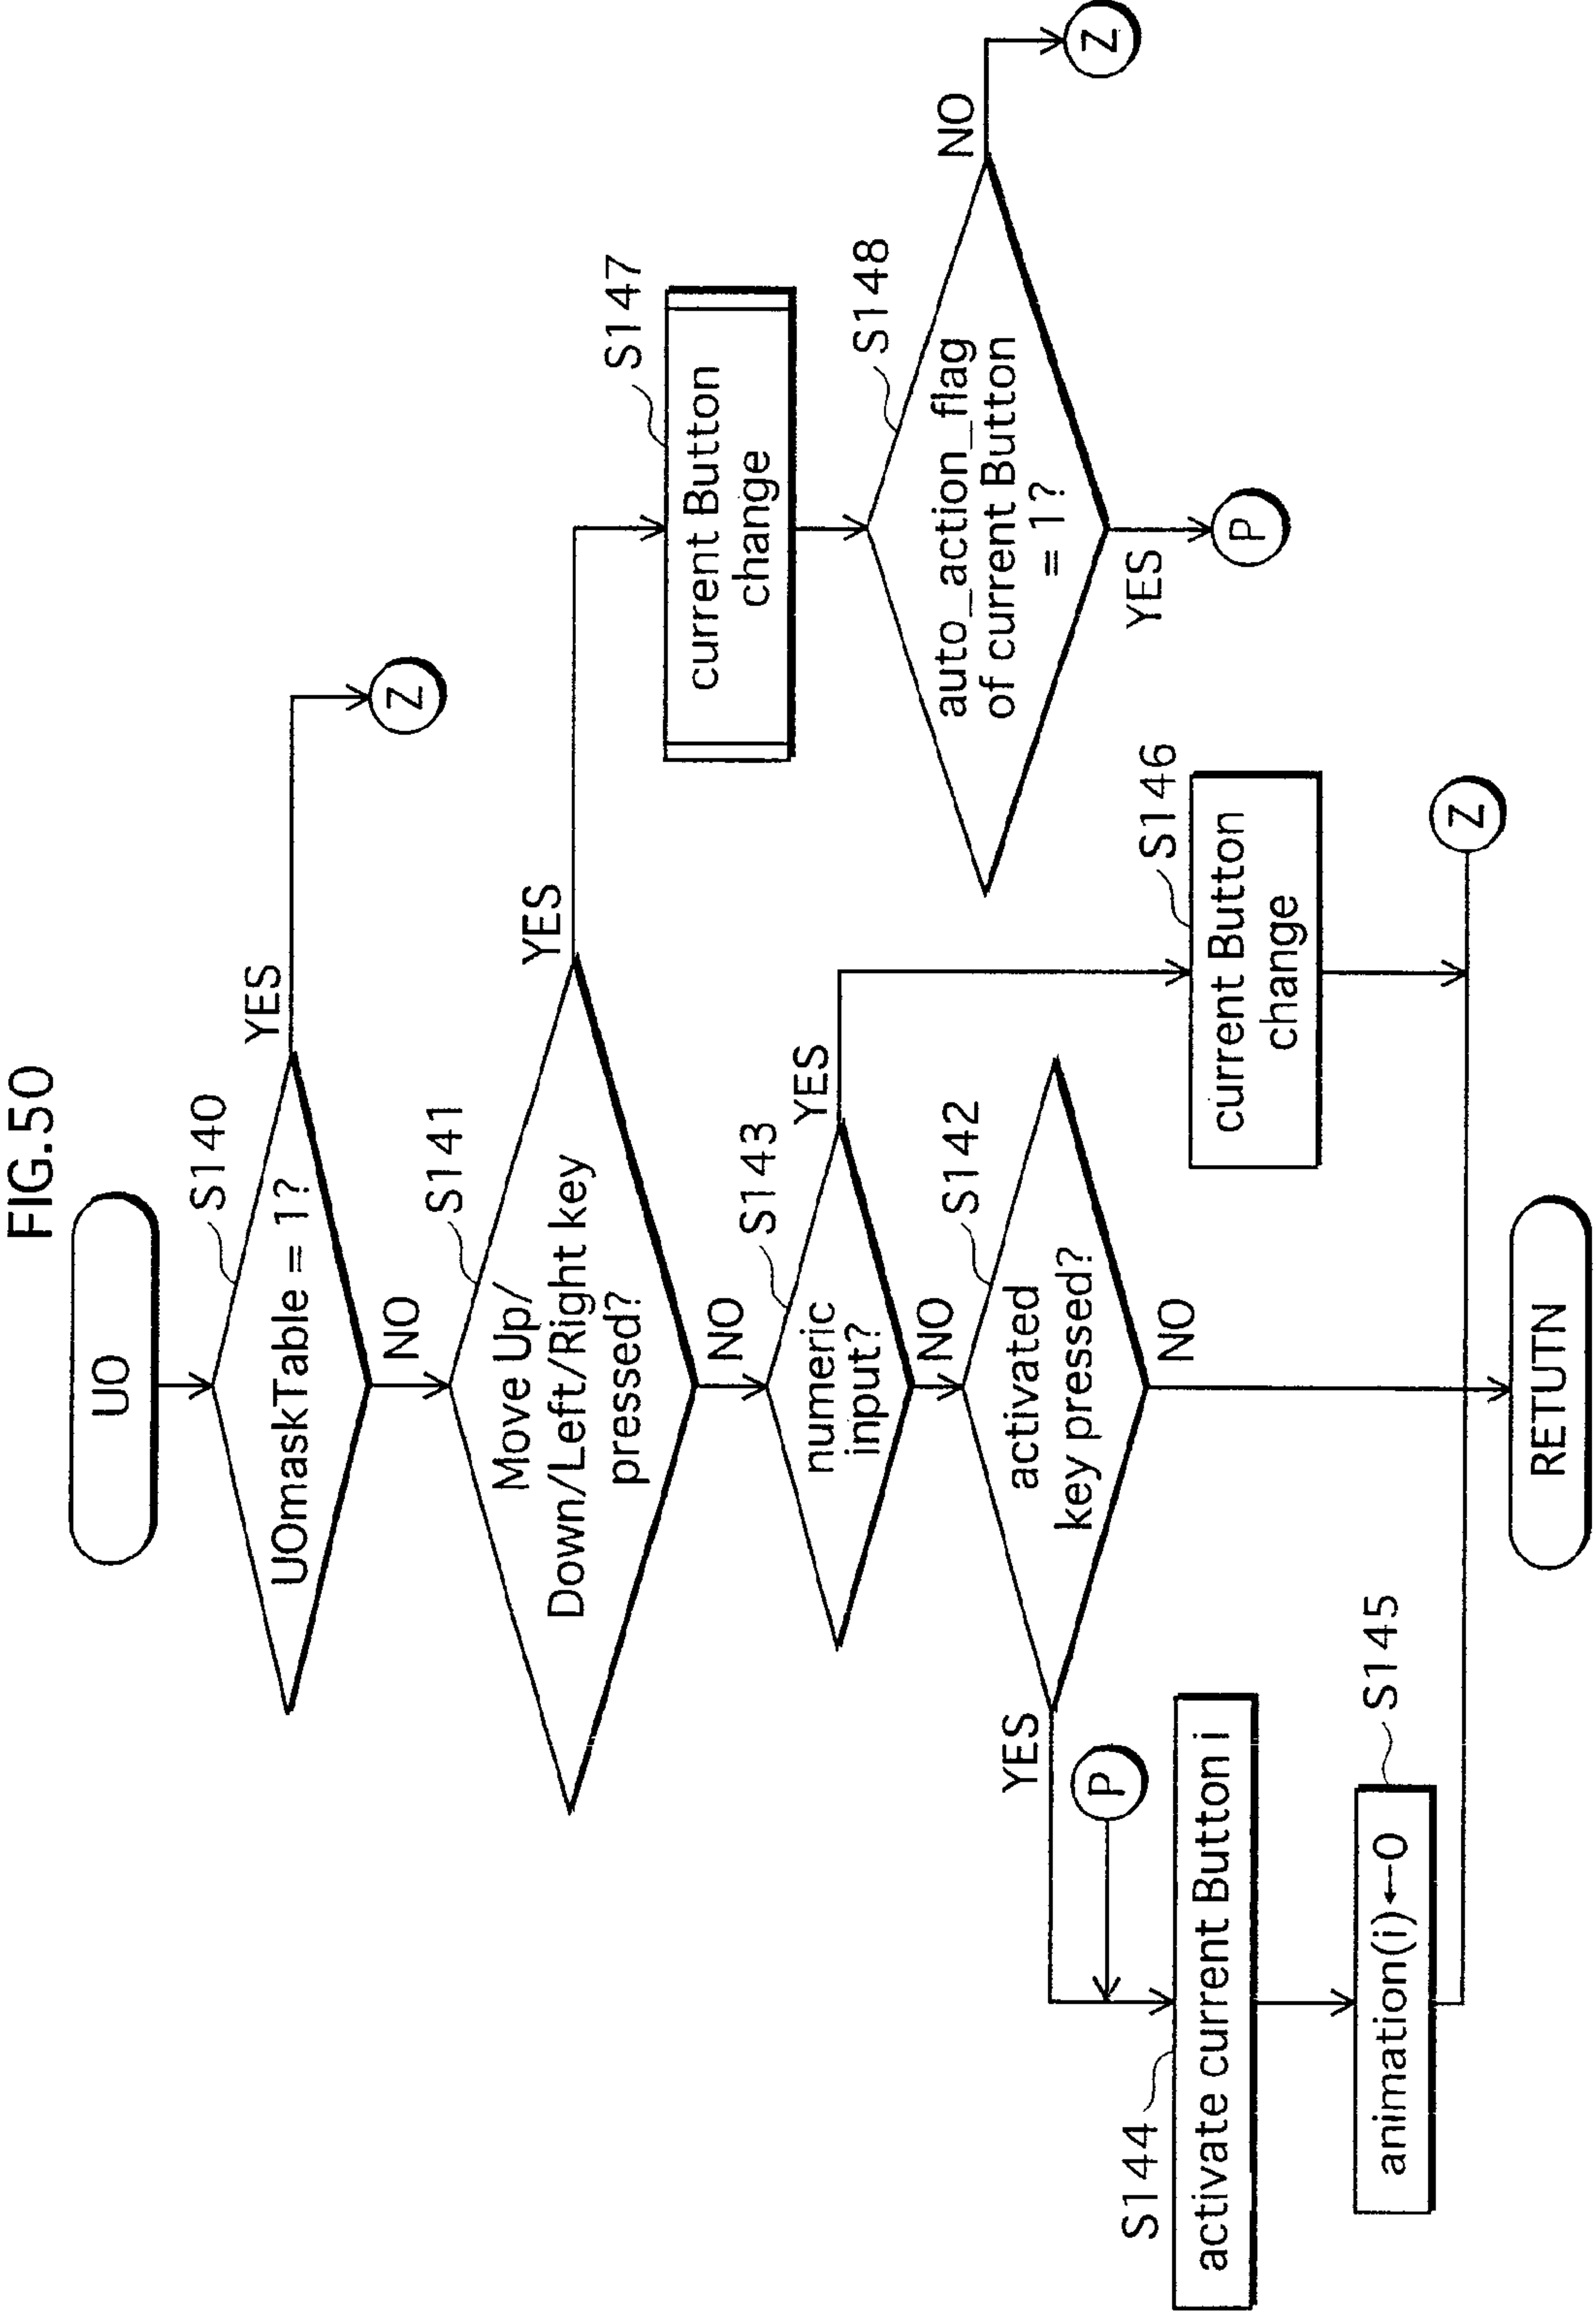 FIG.50
UO
S140
UOmaskTable = 1?
YES
Z
NO
S141
Move Up/
Down/Left/Right key
pressed?
YES
NO
S147
current Button
change
S143
numeric
input?
YES
NO
S148
auto_action_flag
of current Button
= 1?
NO
Z
YES
P
S142
activated
key pressed?
YES
NO
P
S146
current Button
change
S144
activate current Button i
S145
animation(i)←0
Z
RETUTN